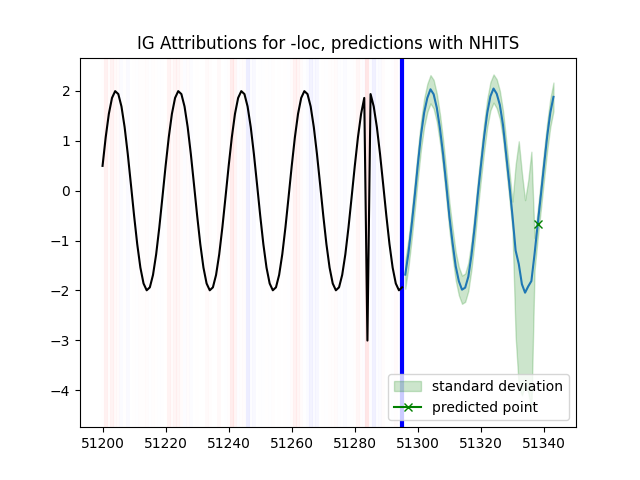 IG Attributions for -loc, predictions with NHITS
2
1
0
−1
−2
−3
−4
standard deviation
predicted point
51200 51220 51240 51260 51280 51300 51320 51340